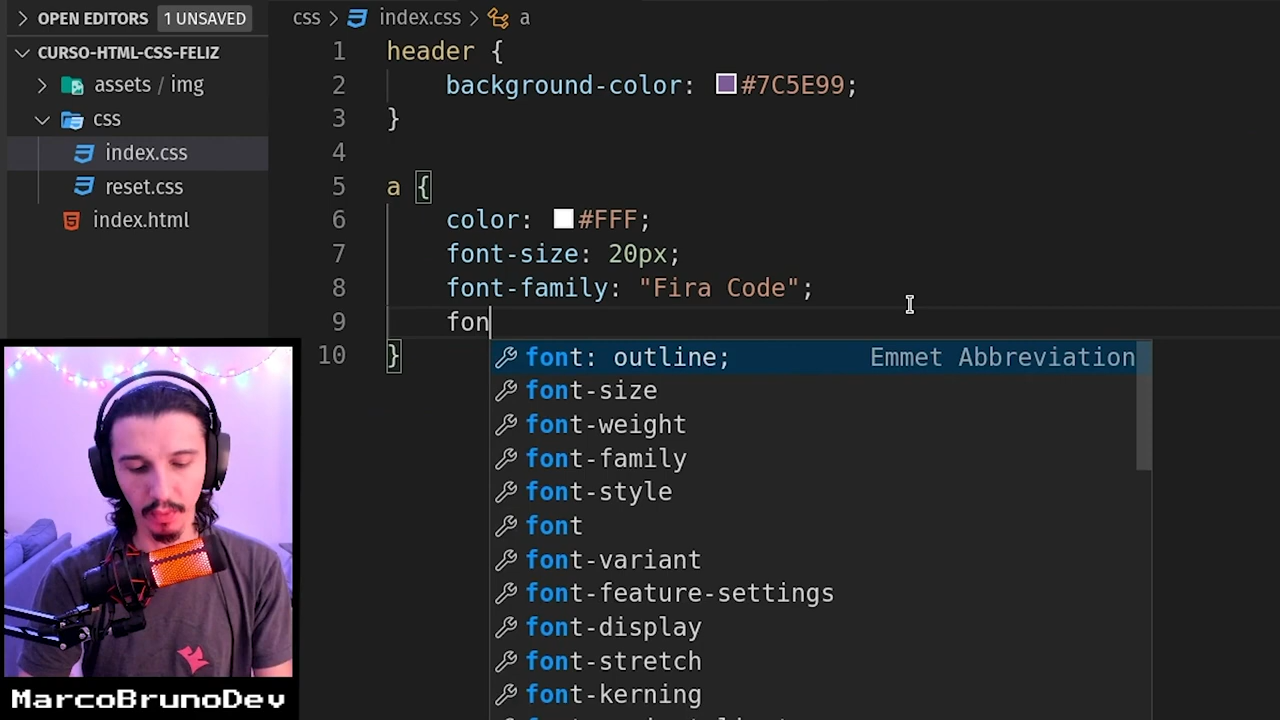 OPEN EDITORS 1 UNSAVED
CURSO-HTML-CSS-FELIZ
assets / img
css
index.css
reset.css
index.html
css > index.css > a
1 header {
2 background-color: #7C5E99;
3 }
4
5 a {
6 color: #FFF;
7 font-size: 20px;
8 font-family: "Fira Code";
9 fon
10 }
font: outline; Emmet Abbreviation
font-size
font-weight
font-family
font-style
font
font-variant
font-feature-settings
font-display
font-stretch
font-kerning
MarcoBrunoDev